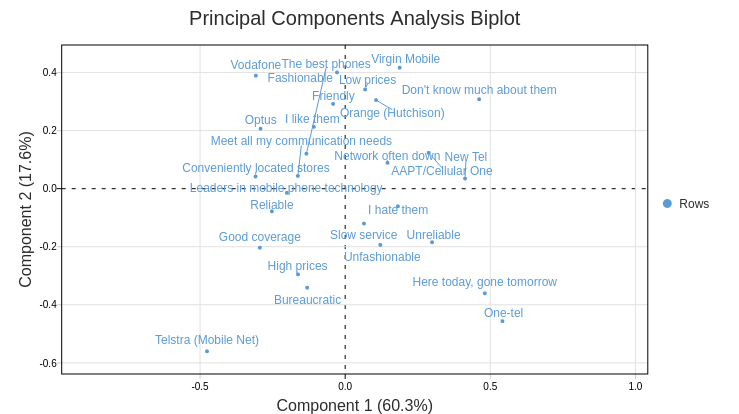 Principal Components Analysis Biplot
Component 2 (17.6%)
0.4
0.2
0.0
-0.2
-0.4
-0.6
Virgin Mobile
VodafoneThe best phones
Fashionable
Low prices
Don't know much about them
Friendly
Orange (Hutchison)
Optus
I like them
Meet all my communication needs
Network often down
New Tel
Conveniently located stores
AAPT/Cellular One
Leaders in mobile phone technology
Reliable
I hate them
Good coverage
Slow service
Unreliable
Unfashionable
High prices
Here today, gone tomorrow
Bureaucratic
One-tel
Telstra (Mobile Net)
Rows
-0.5
0.0
0.5
1.0
Component 1 (60.3%)